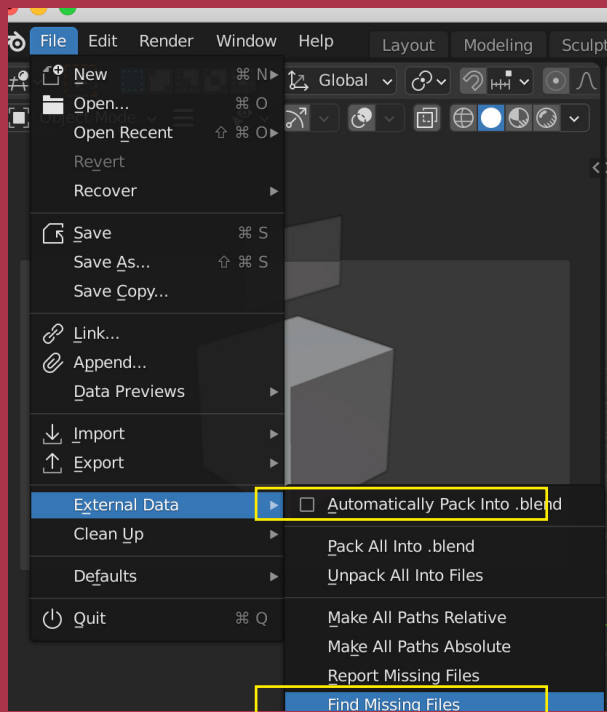 File Edit Render Window Help Layout Modeling Sculpt
New ⌘ N
Global
Open... ⌘ O
Object Mode
Open Recent ⇧ ⌘ O
Revert
Recover
Save ⌘ S
Save As... ⇧ ⌘ S
Save Copy...
Link...
Append...
Data Previews
Import
Export
External Data
Automatically Pack Into .blend
Clean Up
Pack All Into .blend
Unpack All Into Files
Defaults
Make All Paths Relative
Quit ⌘ Q
Make All Paths Absolute
Report Missing Files
Find Missing Files